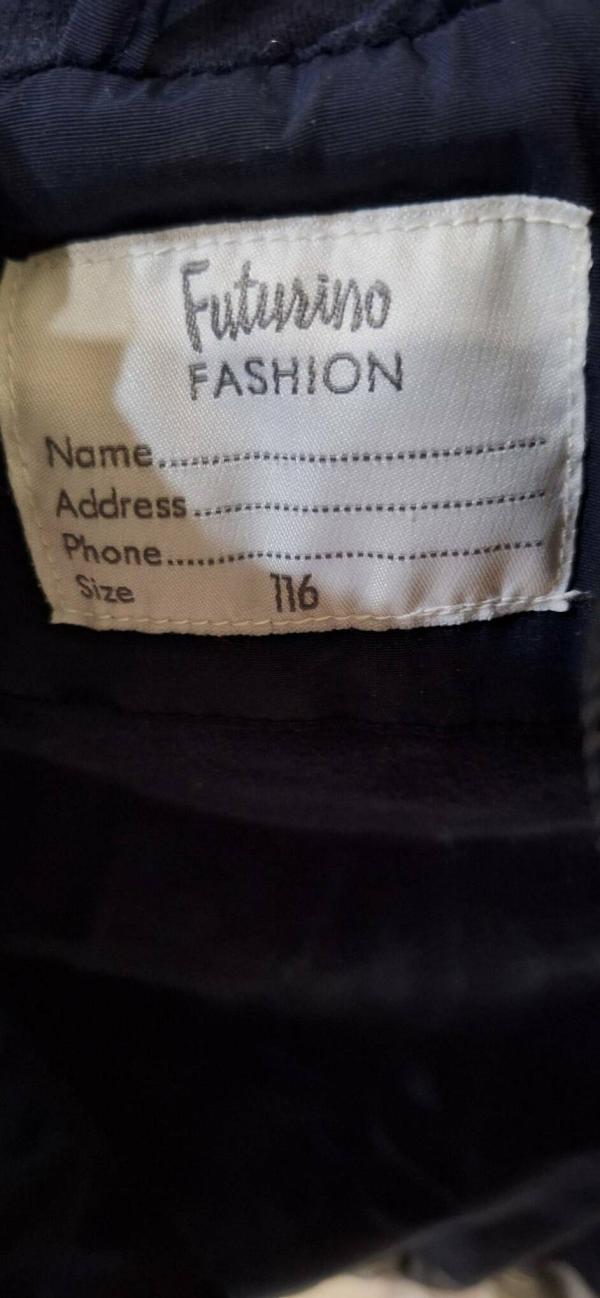 Futurino
FASHION
Name....................................................
Address................................................
Phone..................................................
Size 116